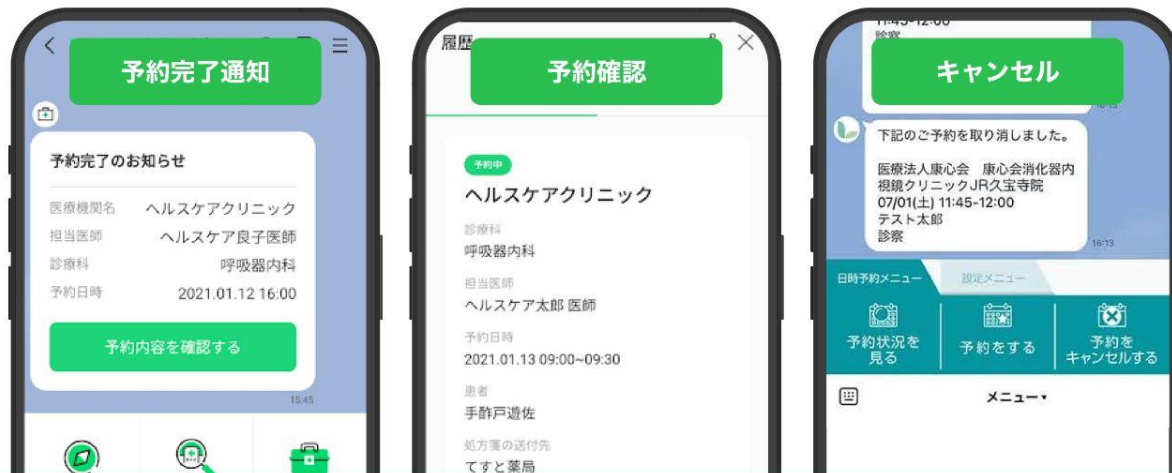 予約完了通知
予約完了のお知らせ
医療機関名 ヘルスケアクリニック
担当医師 ヘルスケア良子医師
診療科 呼吸器内科
予約日時 2021.01.12 16:00
予約内容を確認する
15:45
履歴
予約確認
予約中
ヘルスケアクリニック
診療科
呼吸器内科
担当医師
ヘルスケア太郎 医師
予約日時
2021.01.13 09:00~09:30
患者
手酢戸遊佐
処方箋の送付先
てすと薬局
11:45-12:00
診察
キャンセル
下記のご予約を取り消しました。
医療法人康心会 康心会消化器内
視鏡クリニックJR久宝寺院
07/01(土) 11:45-12:00
テスト太郎
診察
16:13
日時予約メニュー 設定メニュー
予約状況を
見る
予約をする
予約を
キャンセルする
メニュー▾